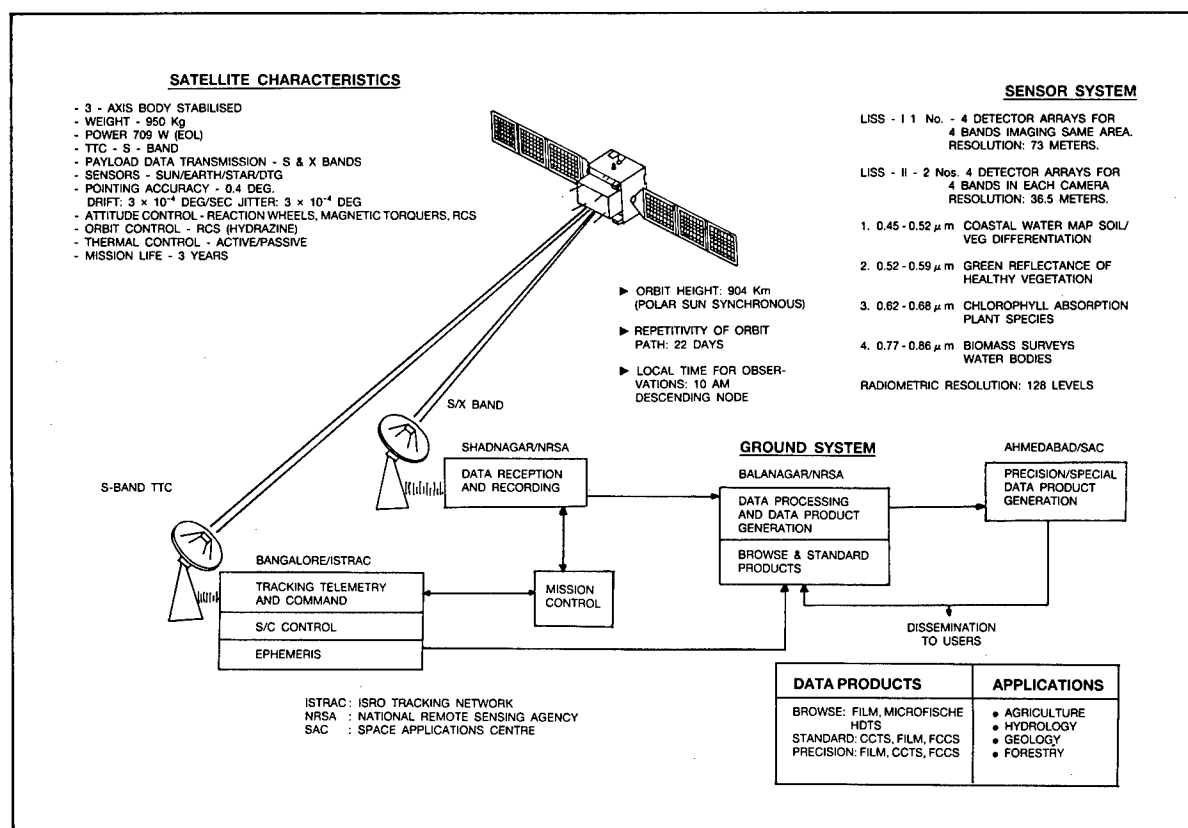 SATELLITE CHARACTERISTICS
- 3 - AXIS BODY STABILISED
- WEIGHT - 950 Kg
- POWER 709 W (EOL)
- TTC - S - BAND
- PAYLOAD DATA TRANSMISSION - S & X BANDS
- SENSORS - SUN/EARTH/STAR/DTG
- POINTING ACCURACY - 0.4 DEG.
DRIFT: 3 × 10⁻⁴ DEG/SEC JITTER: 3 × 10⁻⁴ DEG
- ATTITUDE CONTROL - REACTION WHEELS, MAGNETIC TORQUERS, RCS
- ORBIT CONTROL - RCS (HYDRAZINE)
- THERMAL CONTROL - ACTIVE/PASSIVE
- MISSION LIFE - 3 YEARS
SENSOR SYSTEM
LISS - I 1 No. - 4 DETECTOR ARRAYS FOR
4 BANDS IMAGING SAME AREA.
RESOLUTION: 73 METERS.
LISS - II - 2 Nos. 4 DETECTOR ARRAYS FOR
4 BANDS IN EACH CAMERA
RESOLUTION: 36.5 METERS.
1. 0.45 - 0.52 μm COASTAL WATER MAP SOIL/
VEG DIFFERENTIATION
2. 0.52 - 0.59 μm GREEN REFLECTANCE OF
HEALTHY VEGETATION
3. 0.62 - 0.68 μm CHLOROPHYLL ABSORPTION
PLANT SPECIES
4. 0.77 - 0.86 μm BIOMASS SURVEYS
WATER BODIES
RADIOMETRIC RESOLUTION: 128 LEVELS
► ORBIT HEIGHT: 904 Km
(POLAR SUN SYNCHRONOUS)
► REPETITIVITY OF ORBIT
PATH: 22 DAYS
► LOCAL TIME FOR OBSER-
VATIONS: 10 AM
DESCENDING NODE
S/X BAND
S-BAND TTC
SHADNAGAR/NRSA
DATA RECEPTION
AND RECORDING
GROUND SYSTEM
BALANAGAR/NRSA
DATA PROCESSING
AND DATA PRODUCT
GENERATION
BROWSE & STANDARD
PRODUCTS
AHMEDABAD/SAC
PRECISION/SPECIAL
DATA PRODUCT
GENERATION
BANGALORE/ISTRAC
TRACKING TELEMETRY
AND COMMAND
S/C CONTROL
EPHEMERIS
MISSION
CONTROL
DISSEMINATION
TO USERS
ISTRAC : ISRO TRACKING NETWORK
NRSA : NATIONAL REMOTE SENSING AGENCY
SAC : SPACE APPLICATIONS CENTRE
DATA PRODUCTS
BROWSE: FILM, MICROFISCHE
HDTS
STANDARD: CCTS, FILM, FCCS
PRECISION: FILM, CCTS, FCCS
APPLICATIONS
• AGRICULTURE
• HYDROLOGY
• GEOLOGY
• FORESTRY